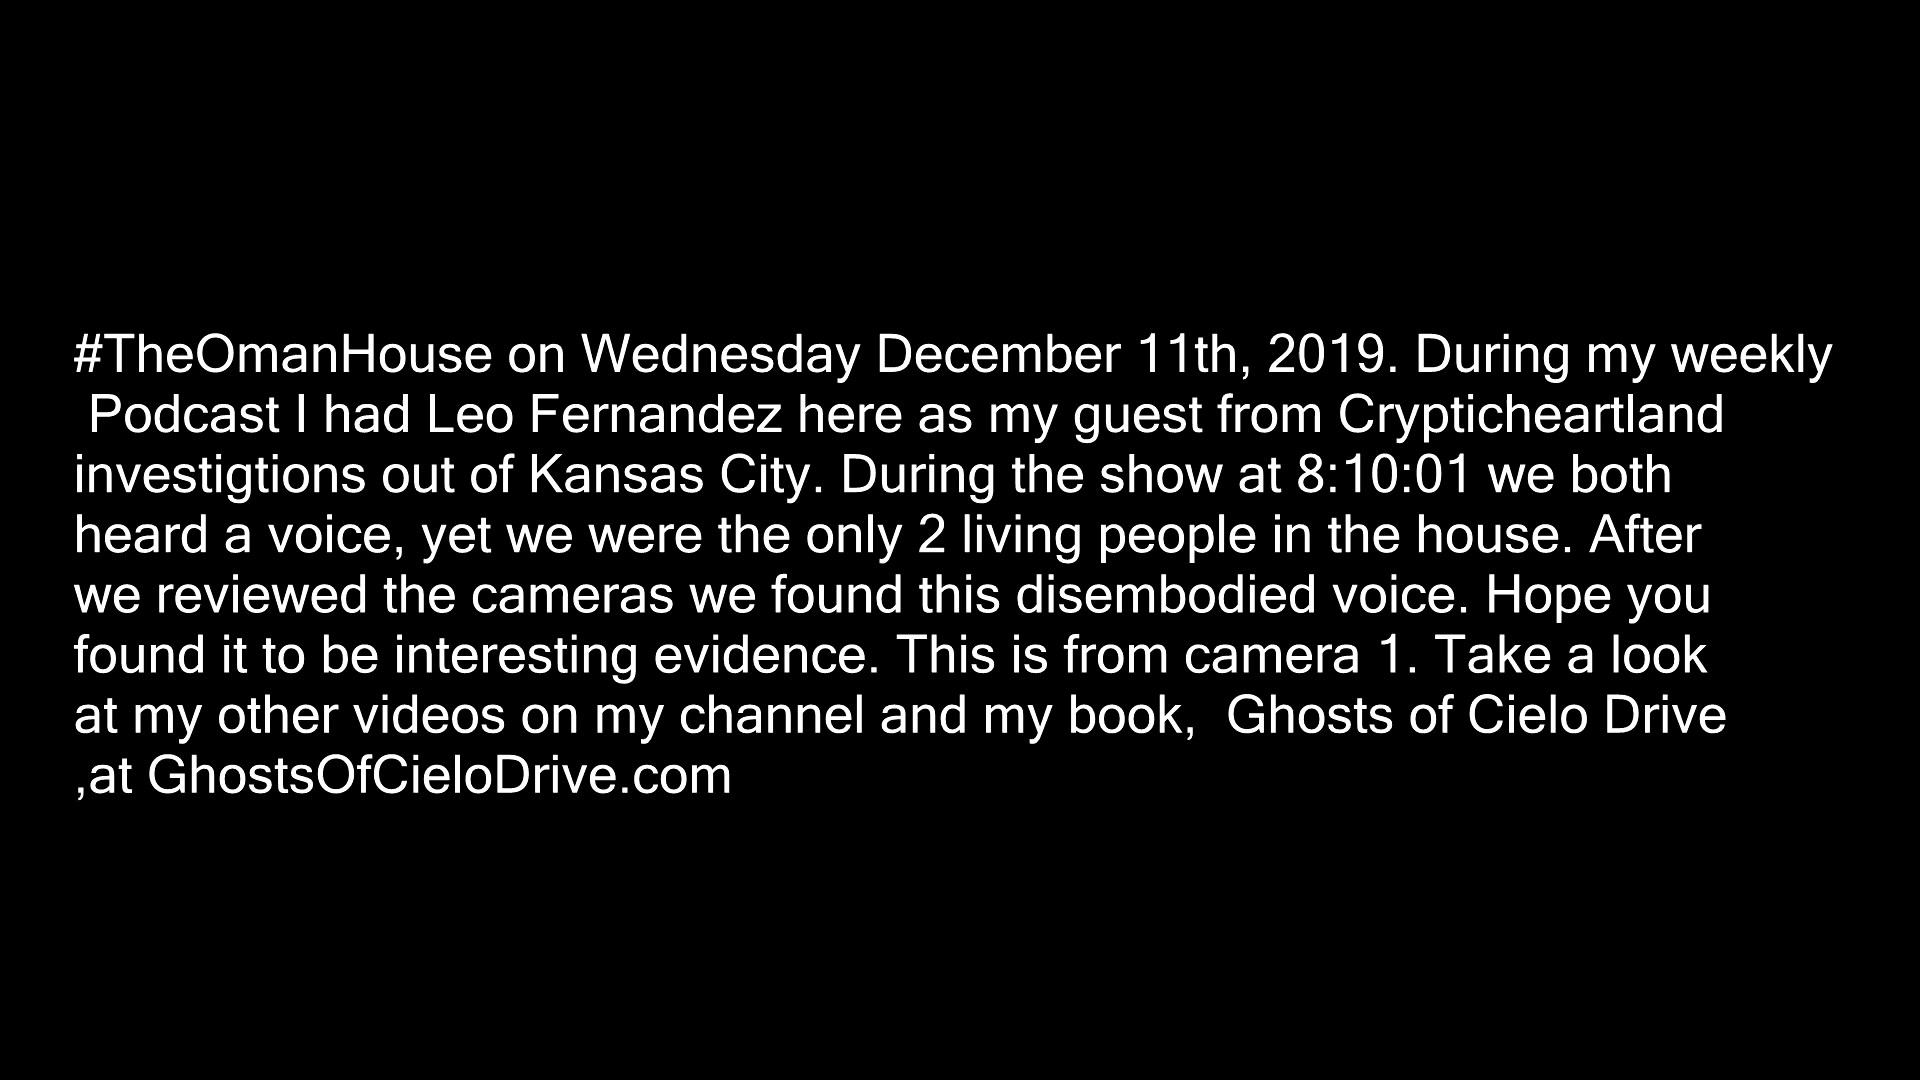 #TheOmanHouse on Wednesday December 11th, 2019. During my weekly
Podcast I had Leo Fernandez here as my guest from Crypticheartland
investigtions out of Kansas City. During the show at 8:10:01 we both
heard a voice, yet we were the only 2 living people in the house. After
we reviewed the cameras we found this disembodied voice. Hope you
found it to be interesting evidence. This is from camera 1. Take a look
at my other videos on my channel and my book,  Ghosts of Cielo Drive
,at GhostsOfCieloDrive.com